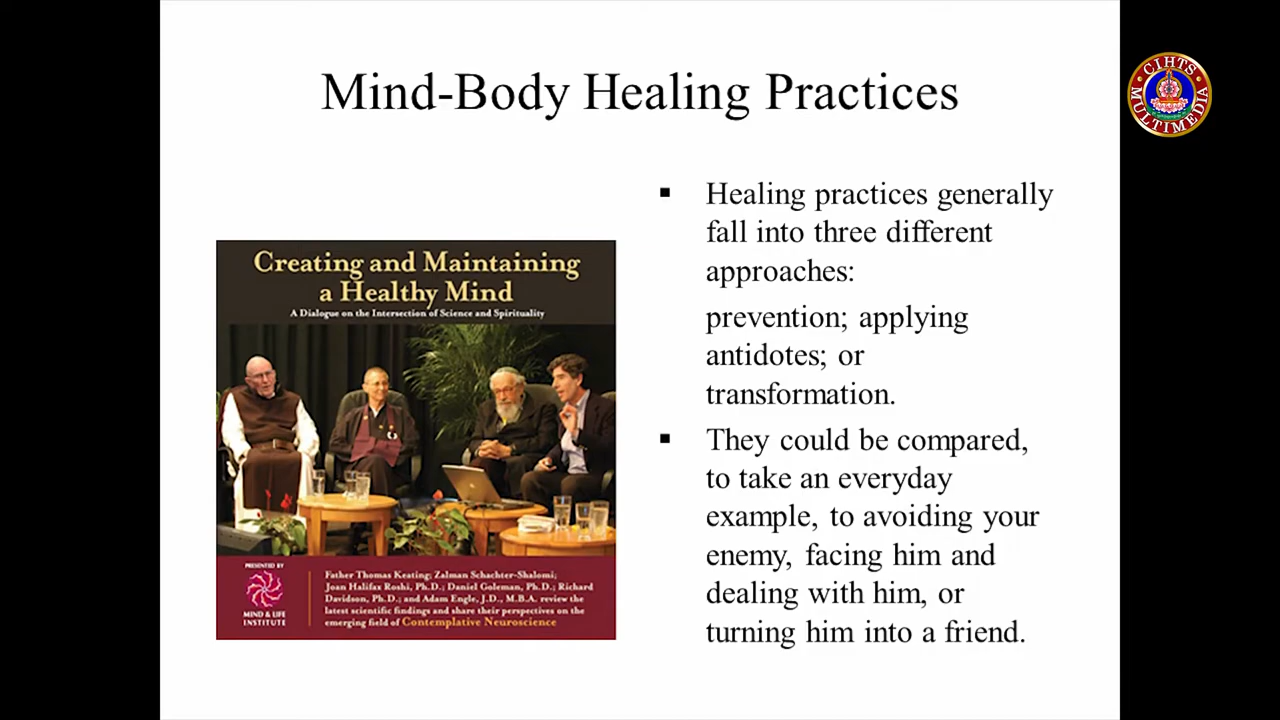 Mind-Body Healing Practices
CIHTS
MULTIMEDIA
Creating and Maintaining
a Healthy Mind
A Dialogue on the Intersection of Science and Spirituality
PRESENTED BY
MIND & LIFE
INSTITUTE
Father Thomas Keating; Zalman Schachter-Shalomi;
Joan Halifax Roshi, Ph.D.; Daniel Goleman, Ph.D.; Richard
Davidson, Ph.D.; and Adam Engle, J.D., M.B.A. review the
latest scientific findings and share their perspectives on the
emerging field of Contemplative Neuroscience
▪ Healing practices generally
fall into three different
approaches:
prevention; applying
antidotes; or
transformation.
▪ They could be compared,
to take an everyday
example, to avoiding your
enemy, facing him and
dealing with him, or
turning him into a friend.